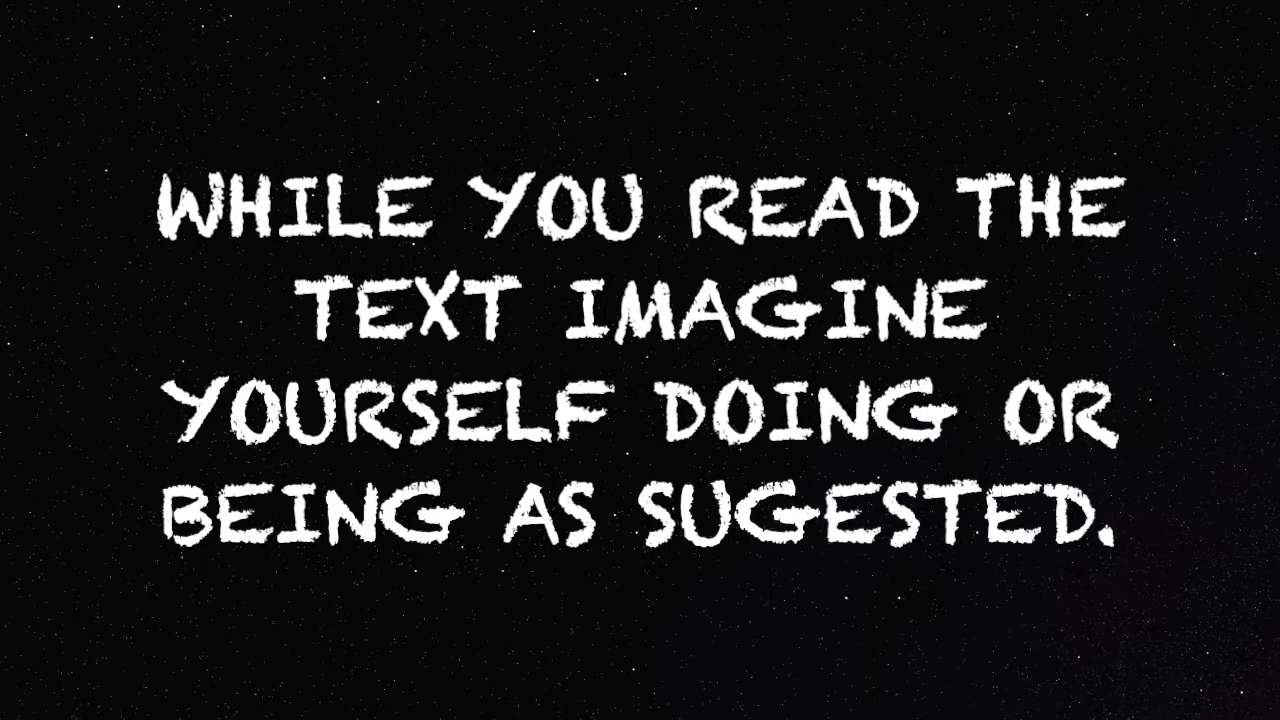 WHILE YOU READ THE
TEXT IMAGINE
YOURSELF DOING OR
BEING AS SUGESTED.